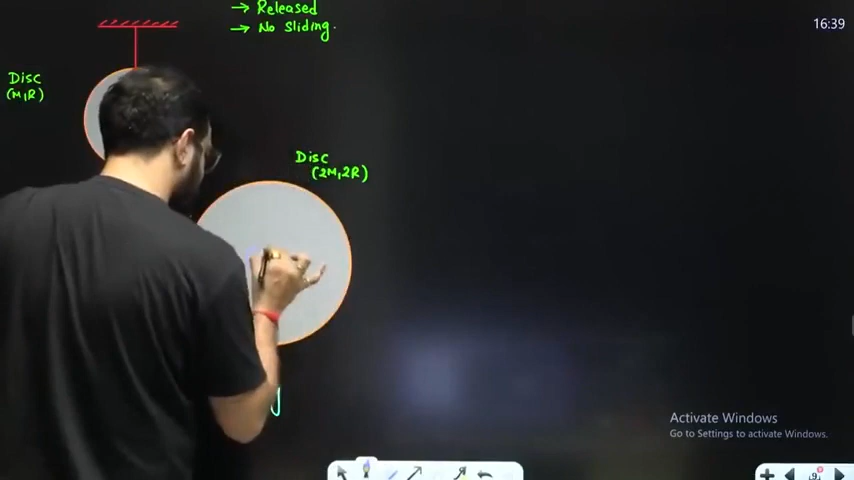 → Released
→ No Sliding.
16:39
Disc
(M,R)
Disc
(2M,2R)
Activate Windows
Go to Settings to activate Windows.